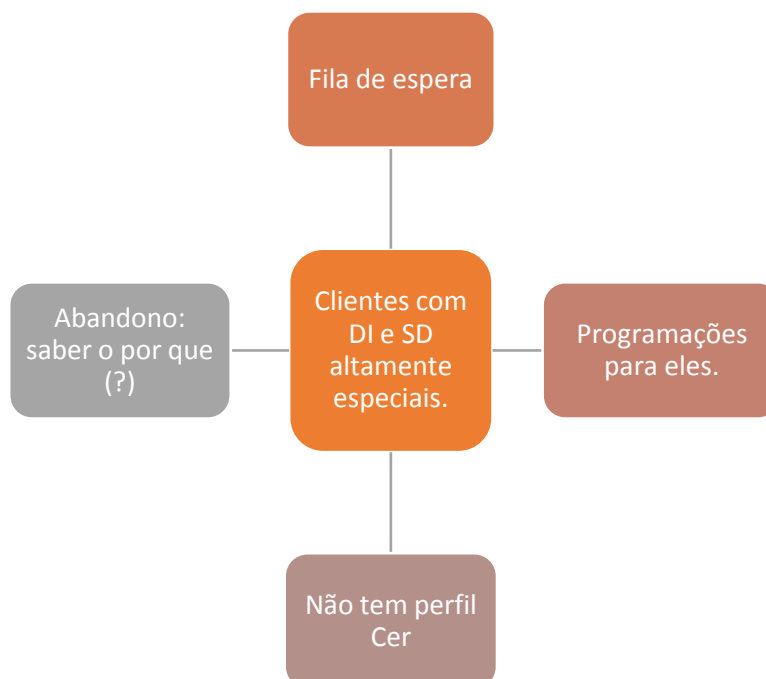 Fila de espera
Abandono:
saber o por que
(?)
Clientes com
DI e SD
altamente
especiais.
Programações
para eles.
Não tem perfil
Cer